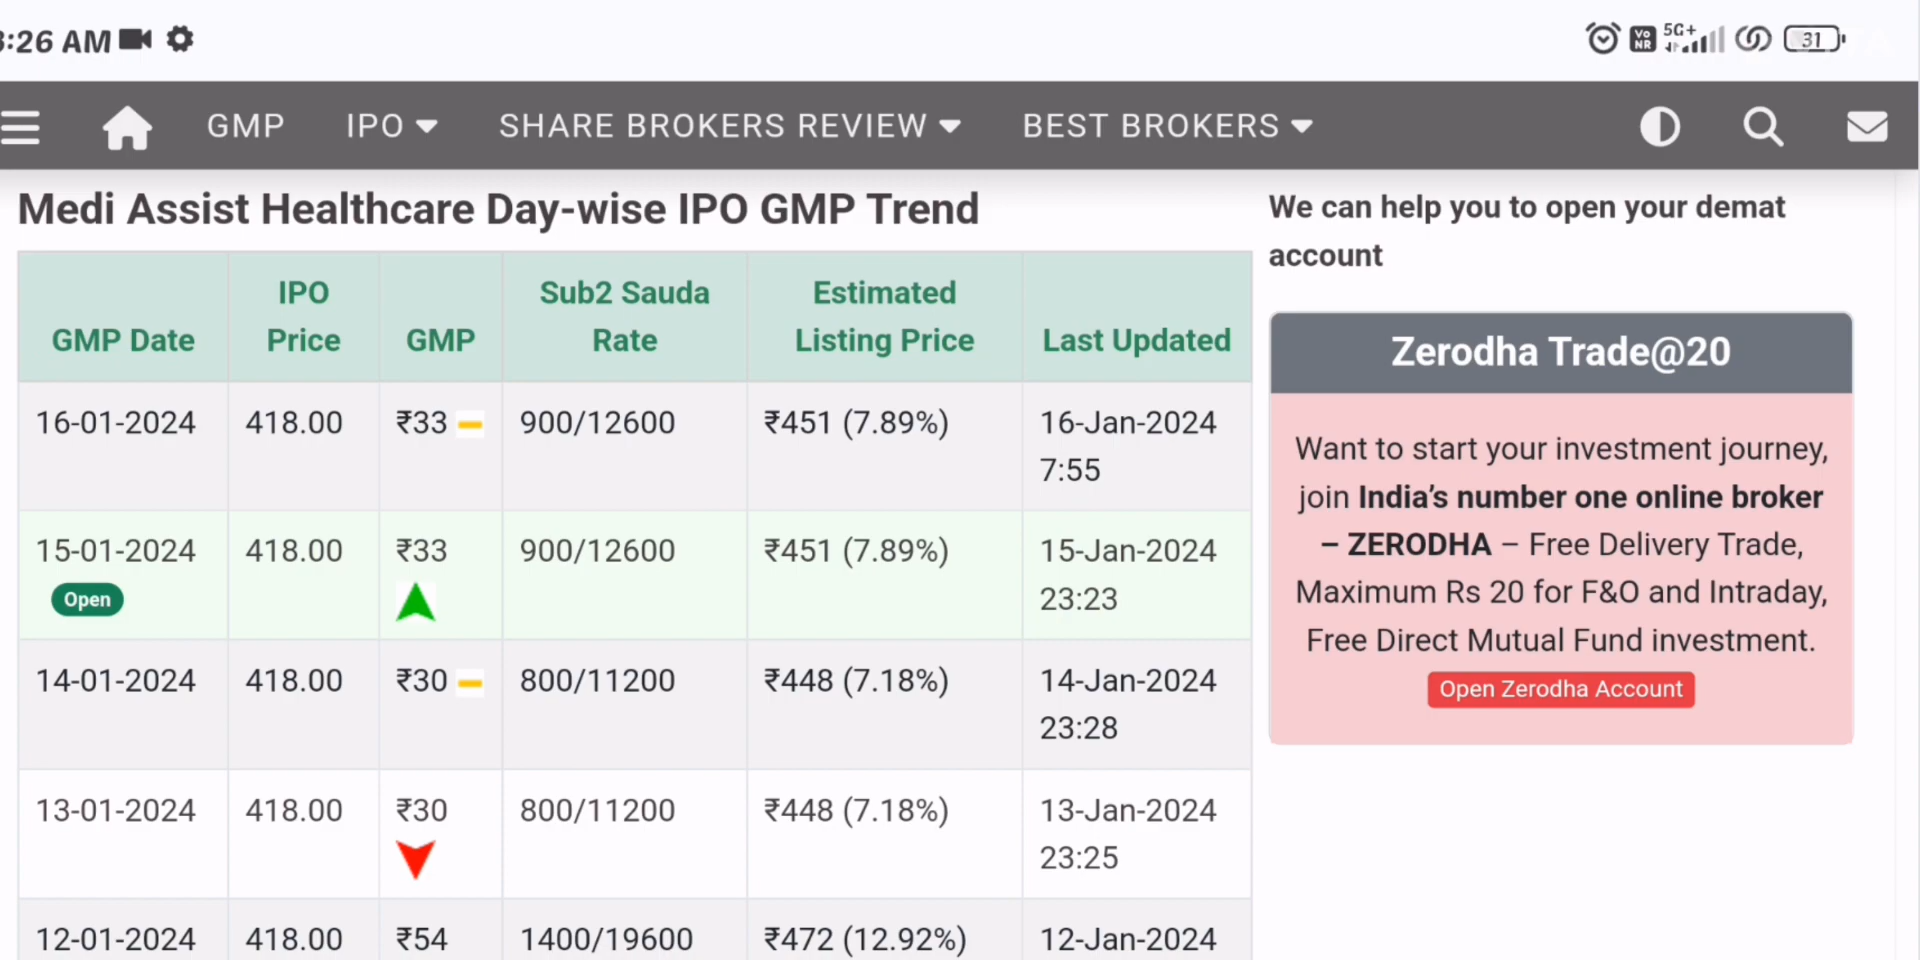 :26 AM
5G+
VO
NR
31
GMP IPO SHARE BROKERS REVIEW BEST BROKERS
Medi Assist Healthcare Day-wise IPO GMP Trend
GMP Date IPO Price GMP Sub2 Sauda Rate Estimated Listing Price Last Updated
16-01-2024 418.00 ₹33 900/12600 ₹451 (7.89%) 16-Jan-2024
7:55
15-01-2024 418.00 ₹33 900/12600 ₹451 (7.89%) 15-Jan-2024
Open 23:23
14-01-2024 418.00 ₹30 800/11200 ₹448 (7.18%) 14-Jan-2024
23:28
13-01-2024 418.00 ₹30 800/11200 ₹448 (7.18%) 13-Jan-2024
23:25
12-01-2024 418.00 ₹54 1400/19600 ₹472 (12.92%) 12-Jan-2024
We can help you to open your demat
account
Zerodha Trade@20
Want to start your investment journey,
join India’s number one online broker
– ZERODHA – Free Delivery Trade,
Maximum Rs 20 for F&O and Intraday,
Free Direct Mutual Fund investment.
Open Zerodha Account